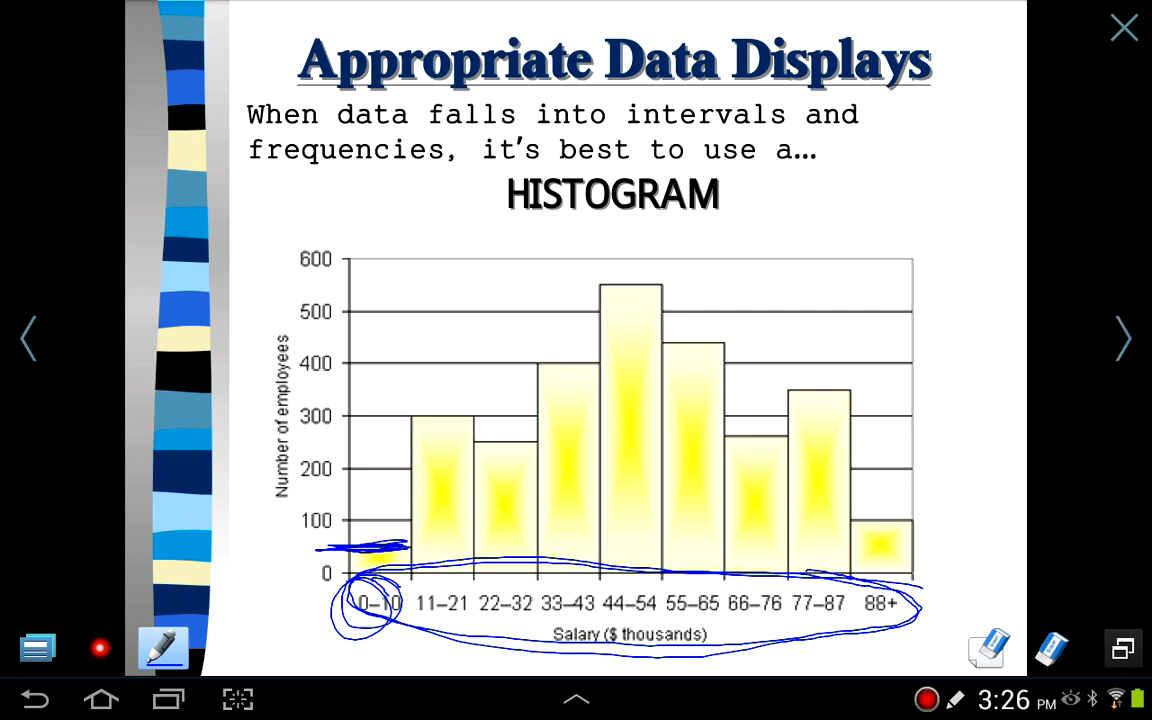 Appropriate Data Displays
When data falls into intervals and
frequencies, it's best to use a...
HISTOGRAM
600
500
400
300
200
100
0
Number of employees
0–10 11–21 22–32 33–43 44–54 55–65 66–76 77–87 88+
Salary ($ thousands)
3:26 PM